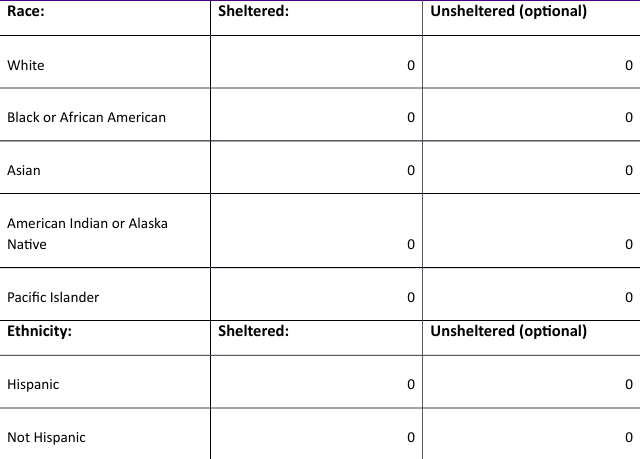 Race: Sheltered: Unsheltered (optional)
White 0 0
Black or African American 0 0
Asian 0 0
American Indian or Alaska
Native 0 0
Pacific Islander 0 0
Ethnicity: Sheltered: Unsheltered (optional)
Hispanic 0 0
Not Hispanic 0 0